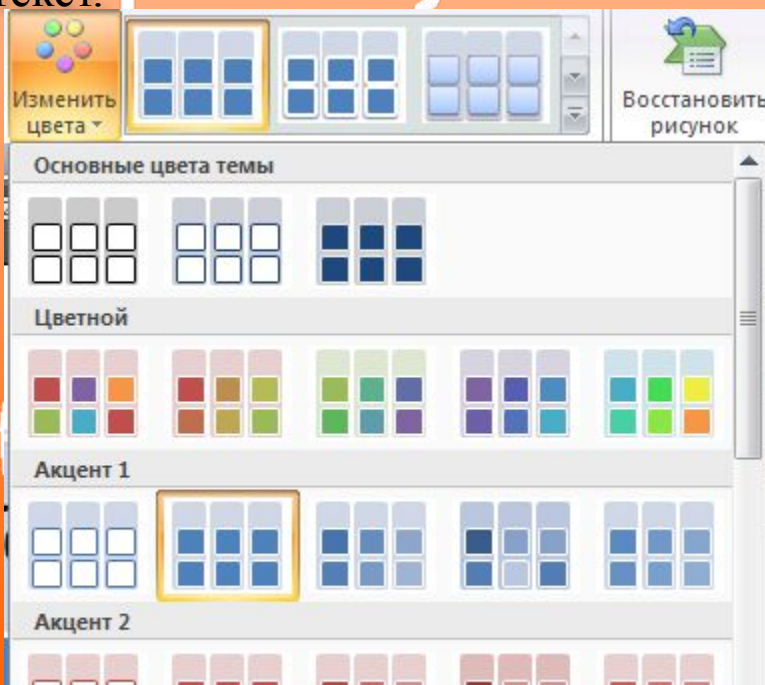 Изменить
цвета
Восстановить
рисунок
Основные цвета темы
Цветной
Акцент 1
Акцент 2